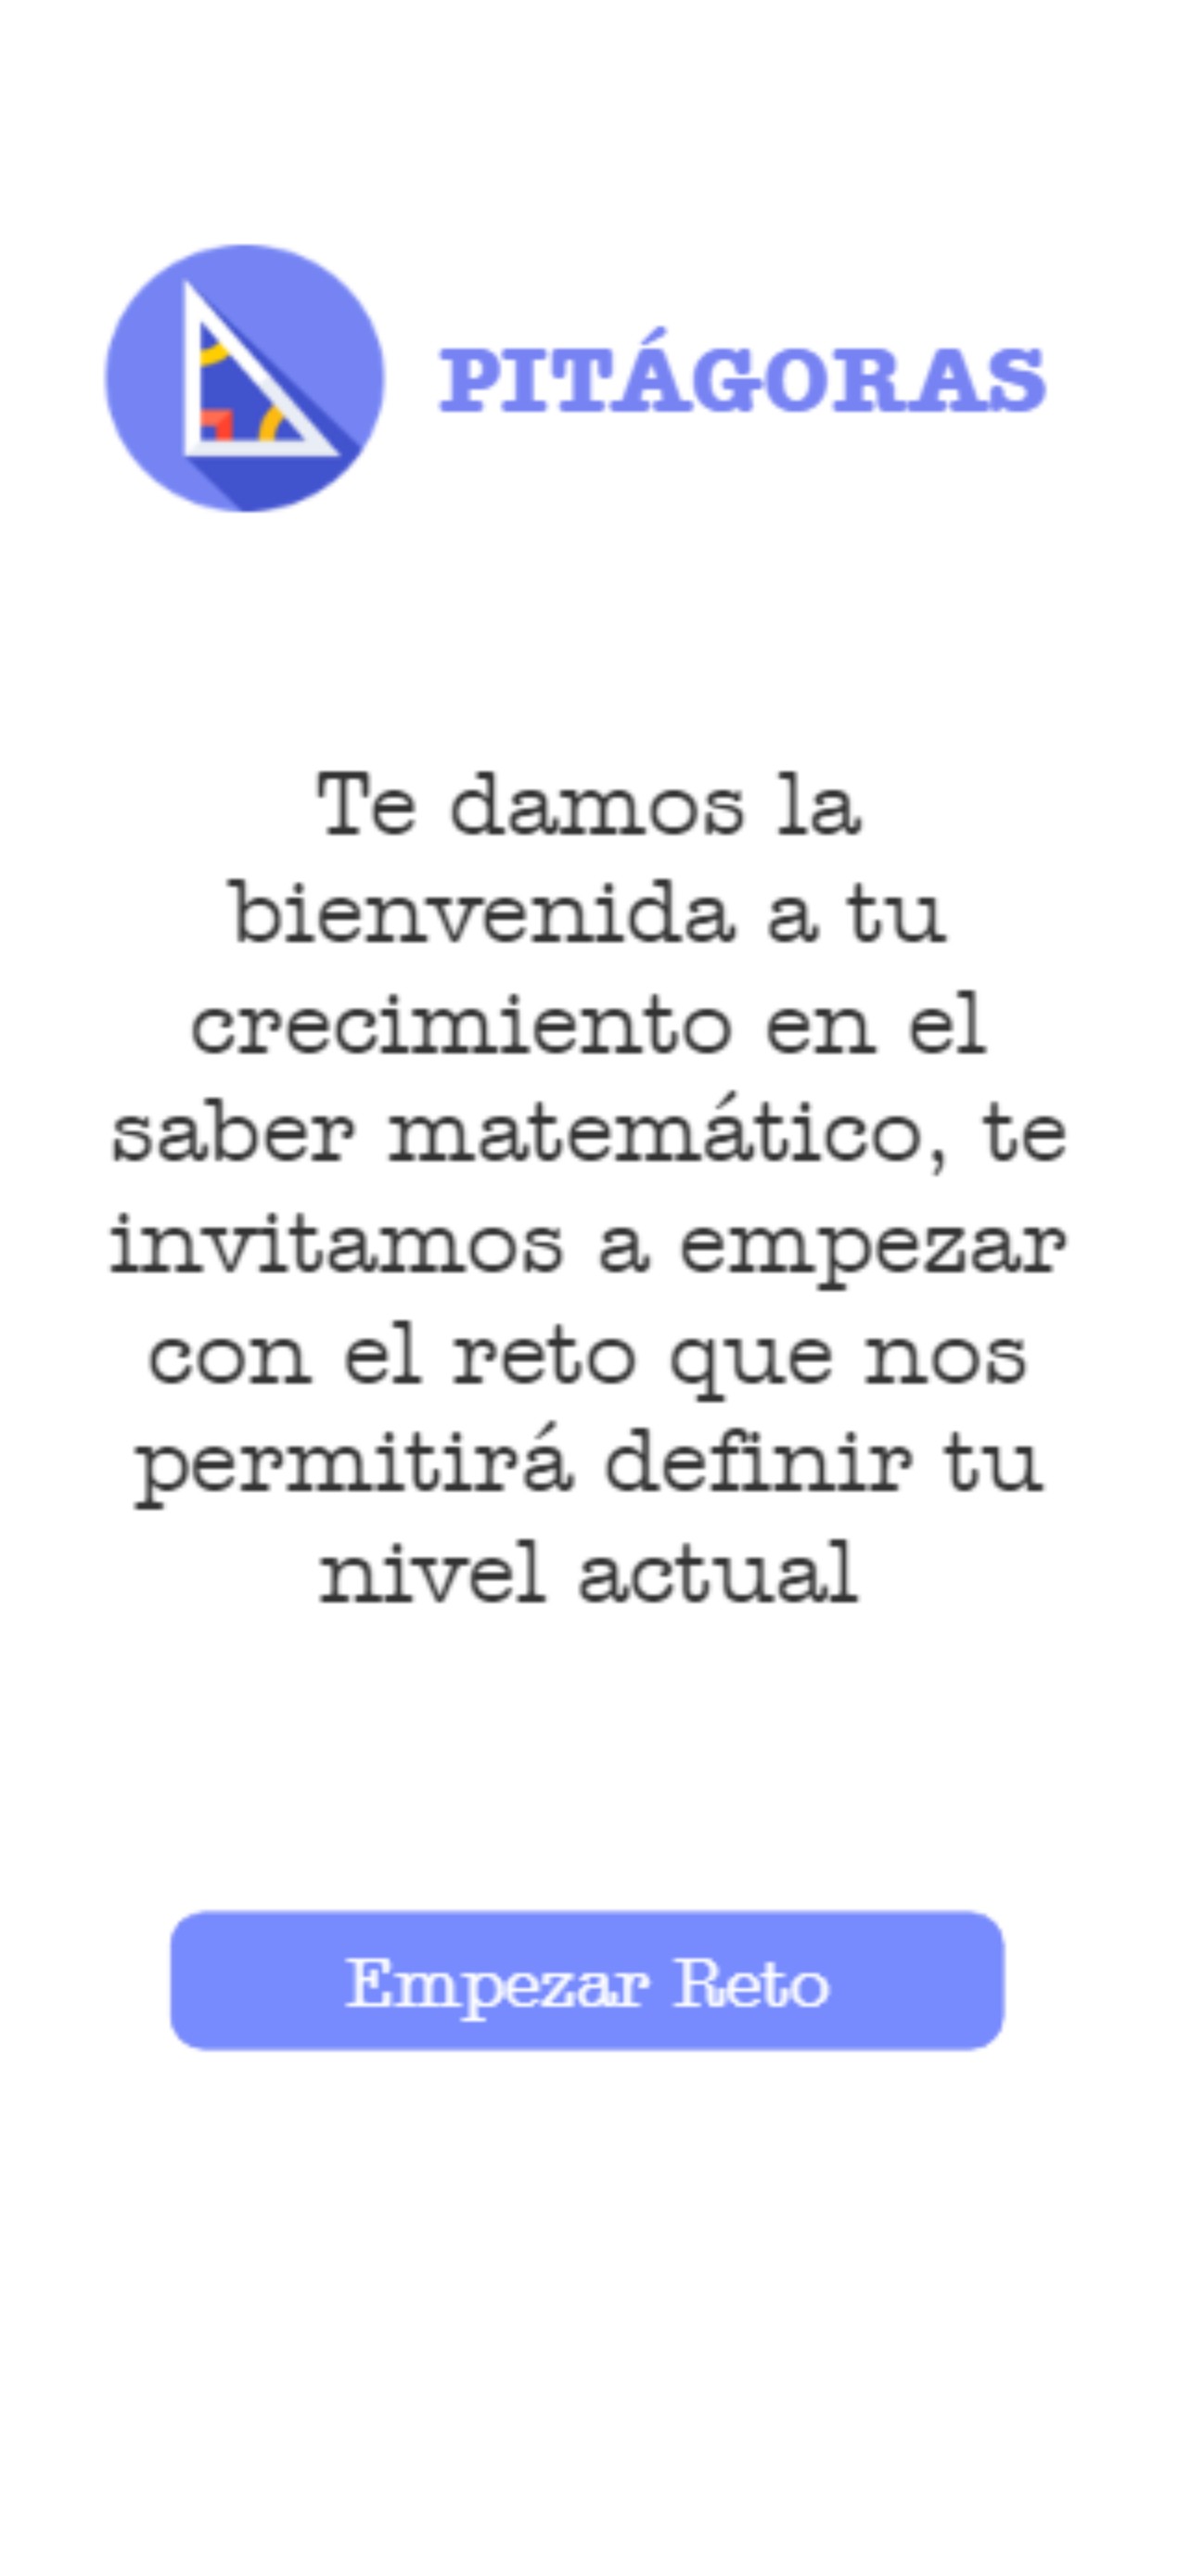 PITÁGORAS
Te damos la
bienvenida a tu
crecimiento en el
saber matemático, te
invitamos a empezar
con el reto que nos
permitirá definir tu
nivel actual
Empezar Reto